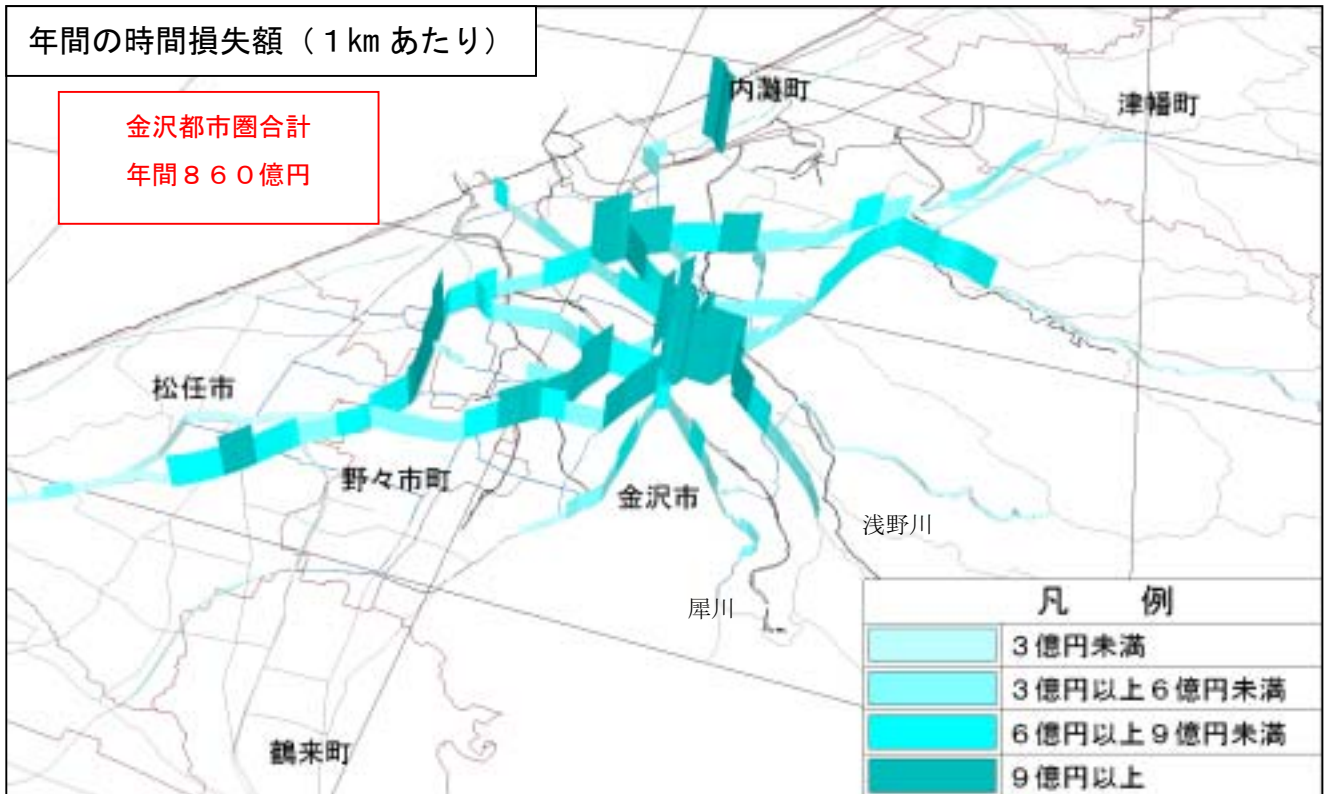 年間の時間損失額（１km あたり）
金沢都市圏合計
年間８６０億円
内灘町
津幡町
松任市
野々市町
金沢市
浅野川
犀川
鶴来町
凡　例
３億円未満
３億円以上６億円未満
６億円以上９億円未満
９億円以上